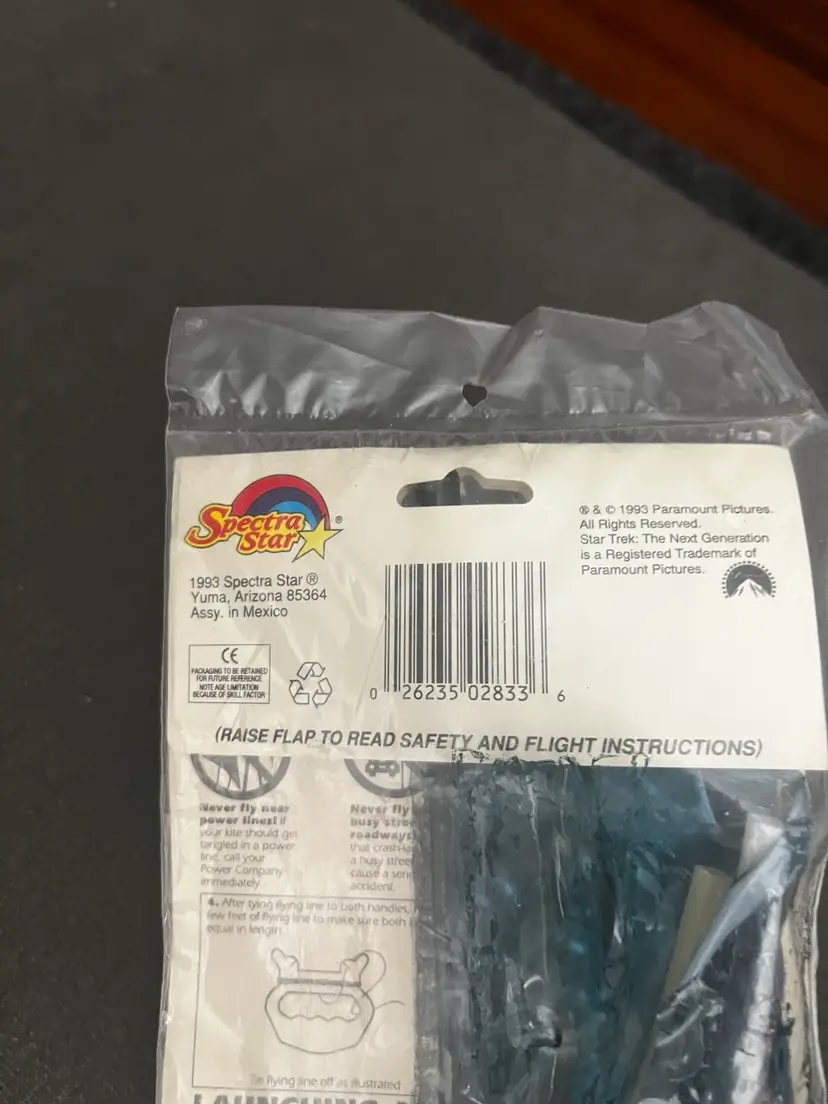 Spectra
Star ®
® & © 1993 Paramount Pictures.
All Rights Reserved.
Star Trek: The Next Generation
is a Registered Trademark of
Paramount Pictures.
1993 Spectra Star ®
Yuma, Arizona 85364
Assy. in Mexico
CE
PACKAGING TO BE RETAINED
FOR FUTURE REFERENCE
NOTE AGE LIMITATION
BECAUSE OF SKILL FACTOR
0 26235 02833 6
(RAISE FLAP TO READ SAFETY AND FLIGHT INSTRUCTIONS)
Never fly near
power lines! If
your kite should get
tangled in a power
line, call your
Power Company
immediately
Never fly
busy
roadways
that
a busy
cause a
accident.
4. After tying flying line to both handles,
few feet of flying line to make sure both
equal in length.
Tie flying line off as illustrated
LAUNCHING